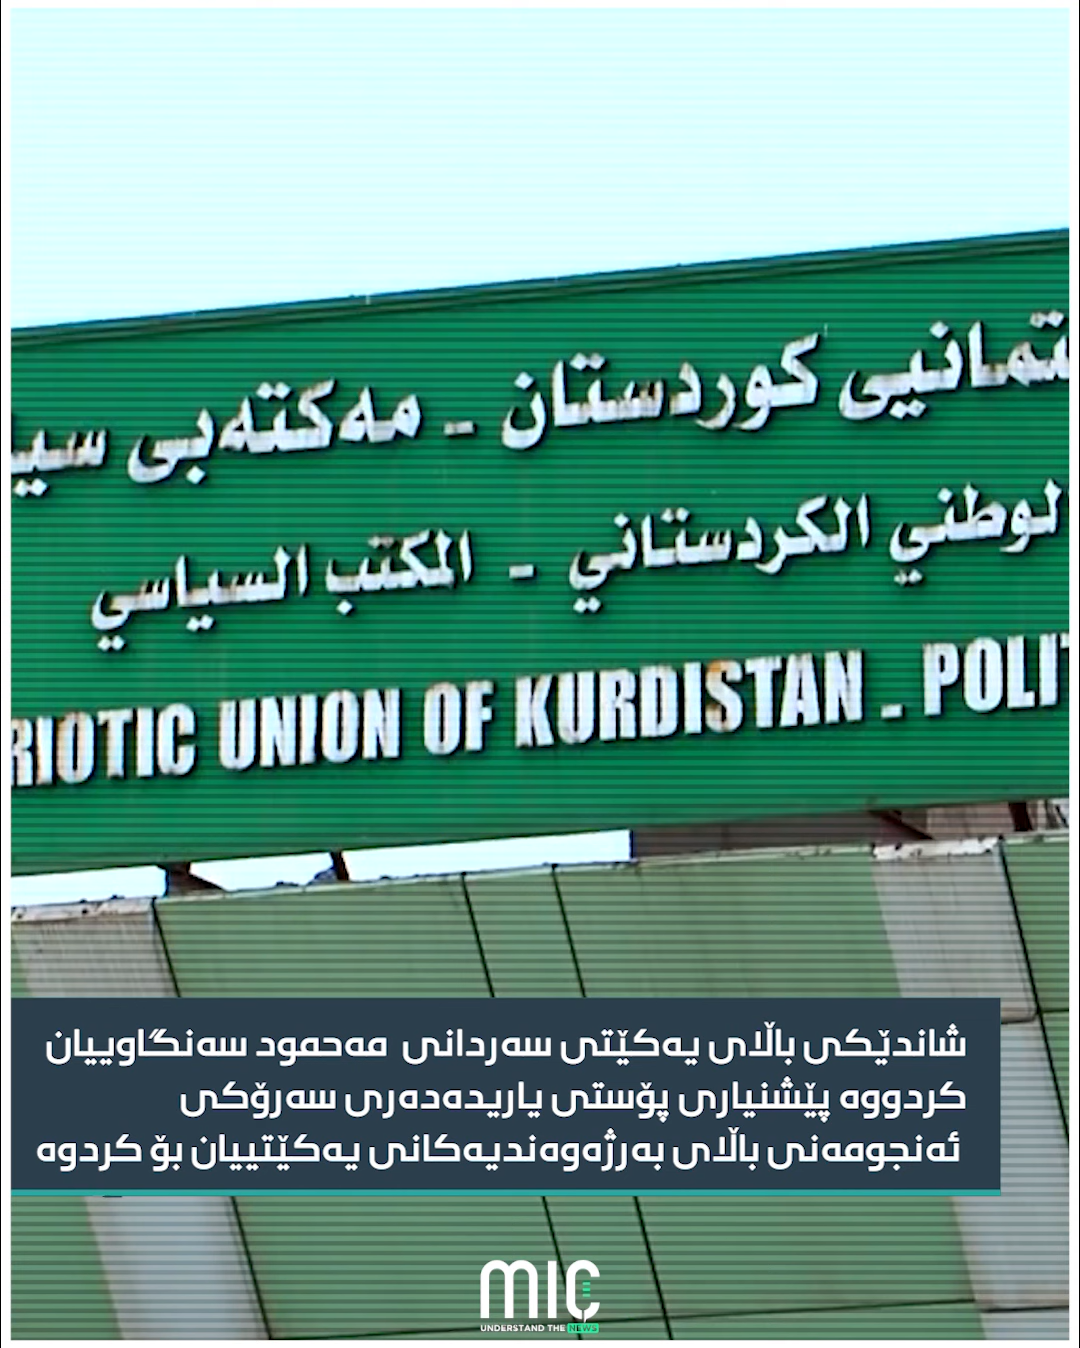 تمانیی کوردستان - مەکتەبی سیا
لوطني الكردستاني - المكتب السياسي
RIOTIC UNION OF KURDISTAN - POLIT
شاندێکی باڵای یەکێتی سەردانی مەحمود سەنگاوییان
کردووە پێشنیاری پۆستی یاریدەدەری سەرۆکی
ئەنجومەنی باڵای بەرژەوەندیەکانی یەکێتییان بۆ کردوە
MIC
UNDERSTAND THE NEWS